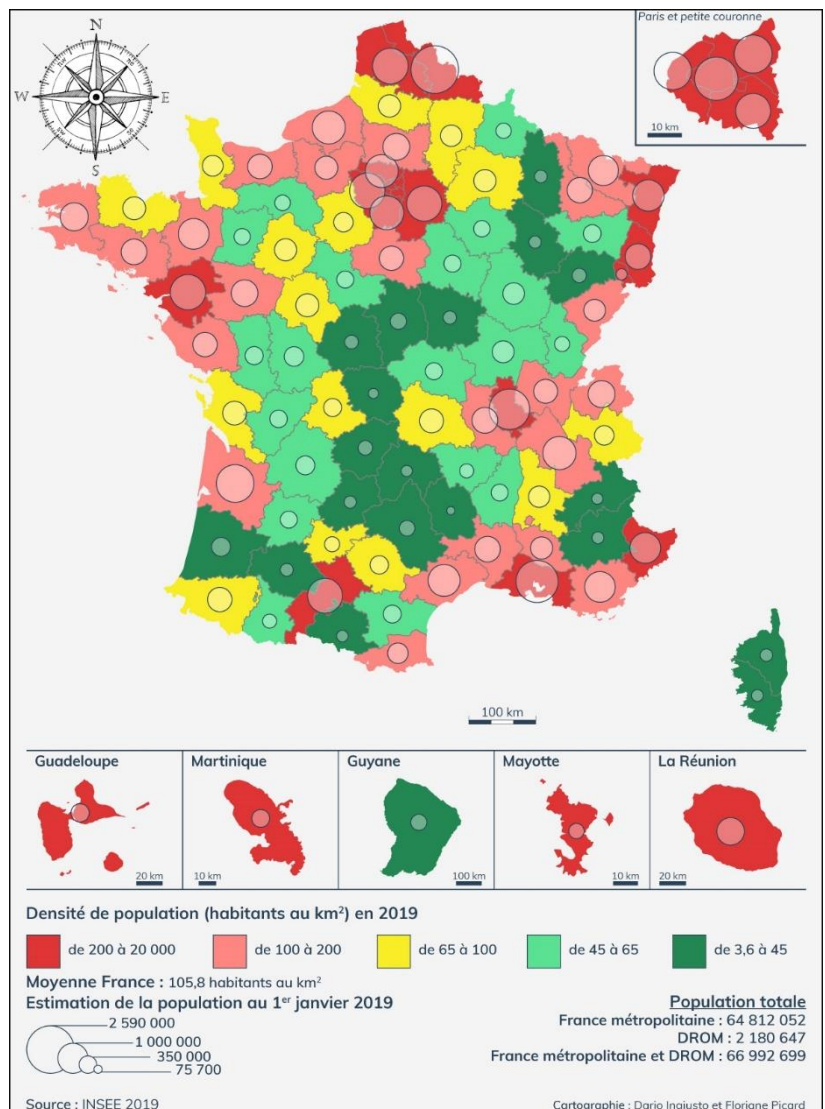 Paris et petite couronne
N
W
E
S
10 km
100 km
Guadeloupe
Martinique
Guyane
Mayotte
La Réunion
20 km
10 km
100 km
10 km
20 km
Densité de population (habitants au km²) en 2019
de 200 à 20 000
de 100 à 200
de 65 à 100
de 45 à 65
de 3,6 à 45
Moyenne France : 105,8 habitants au km²
Estimation de la population au 1er janvier 2019
2 590 000
1 000 000
350 000
75 700
Population totale
France métropolitaine : 64 812 052
DROM : 2 180 647
France métropolitaine et DROM : 66 992 699
Source : INSEE 2019
Cartographie : Dario Ingiusto et Floriane Picard